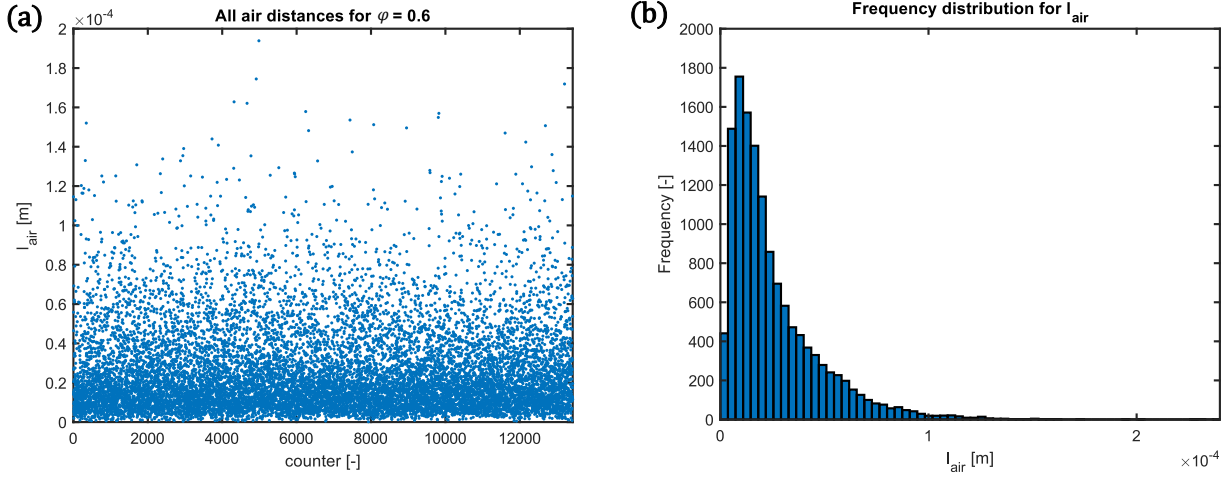 (a)
All air distances for φ = 0.6
×10⁻⁴
2
1.8
1.6
1.4
1.2
1
0.8
0.6
0.4
0.2
0
l_air [m]
0 2000 4000 6000 8000 10000 12000
counter [-]
(b)
Frequency distribution for l_air
2000
1800
1600
1400
1200
1000
800
600
400
200
0
Frequency [-]
0 1 2
l_air [m]
×10⁻⁴